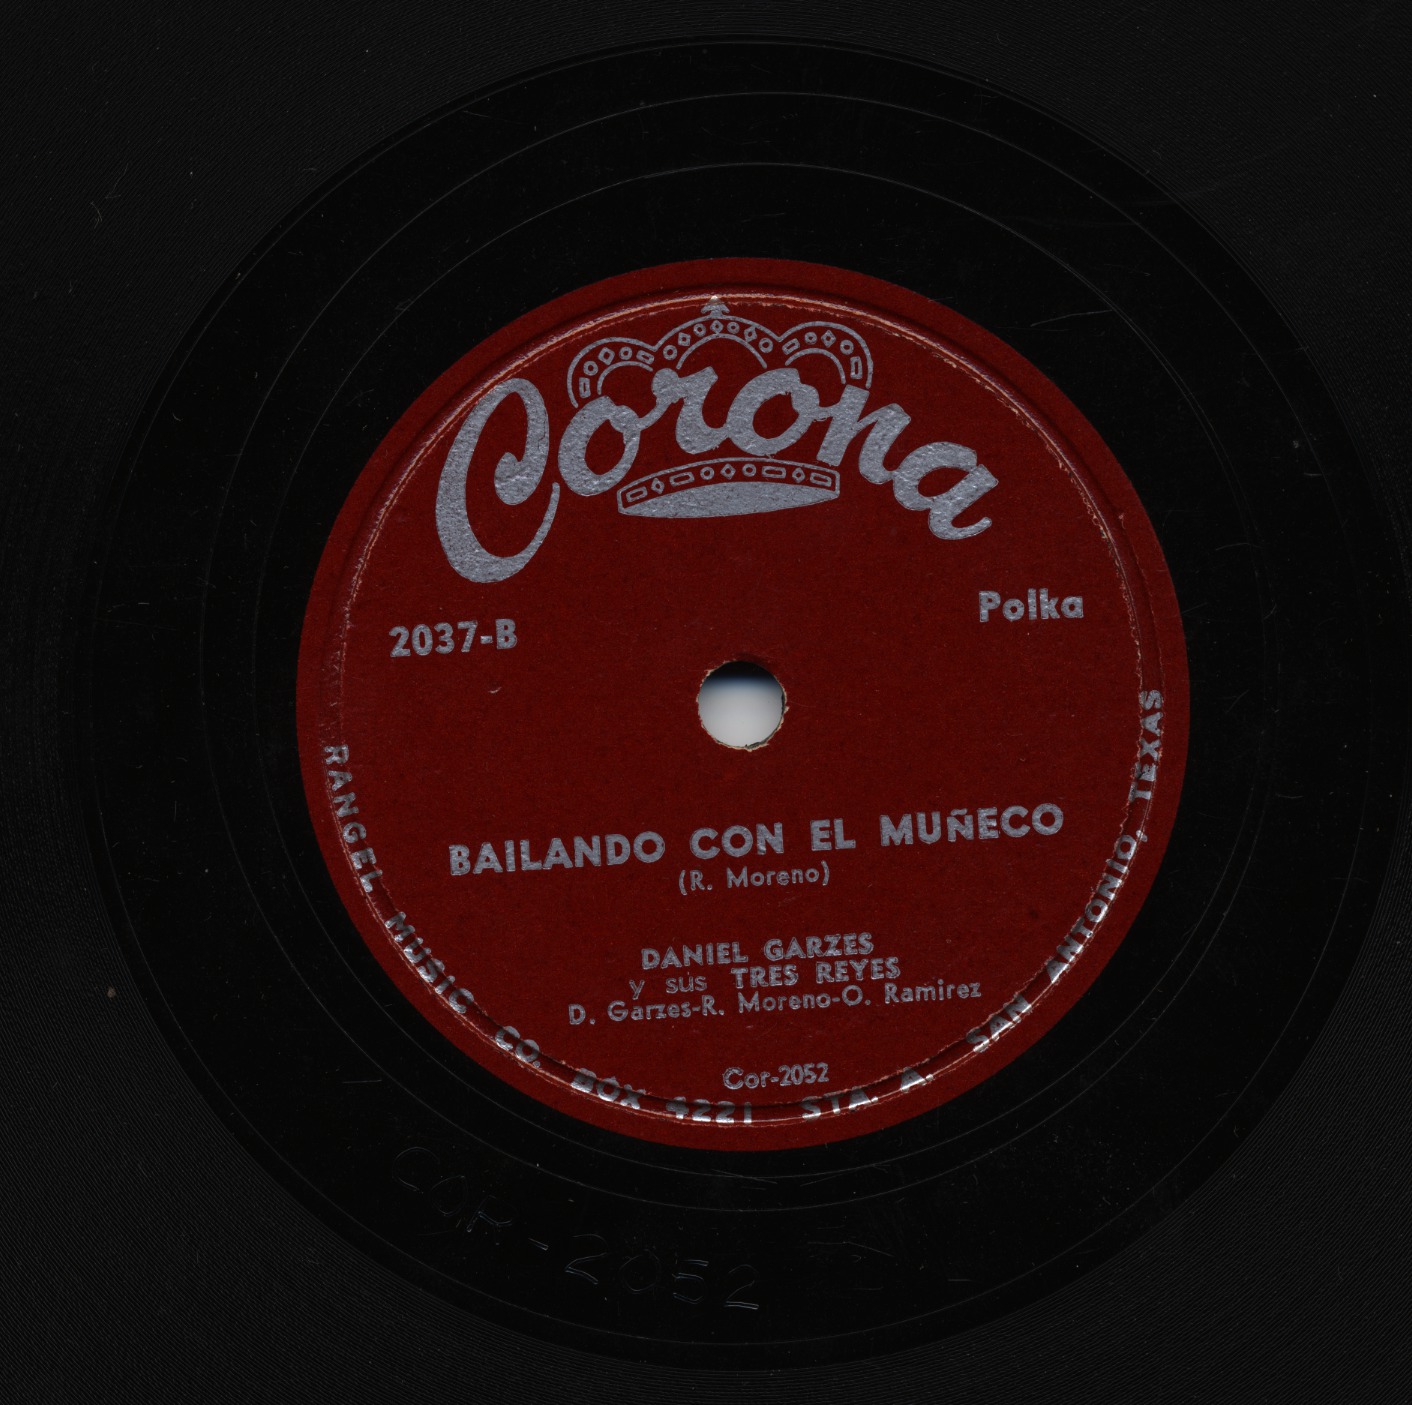 Corona
2037-B
Polka
BAILANDO CON EL MUÑECO
(R. Moreno)
DANIEL GARZES
y sus TRES REYES
D. Garzes-R. Moreno-O. Ramirez
Cor-2052
RANGEL MUSIC CO. BOX 4221 STA. A. SAN ANTONIO, TEXAS
COR-2052